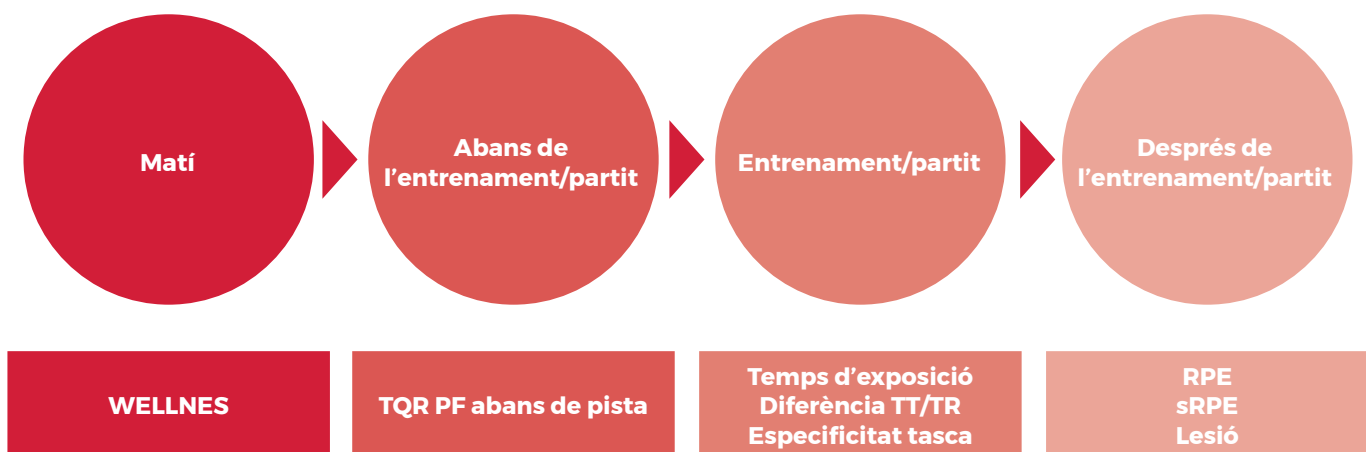 Matí
Abans de
l'entrenament/partit
Entrenament/partit
Després de
l'entrenament/partit
WELLNES
TQR PF abans de pista
Temps d'exposició
Diferència TT/TR
Especificitat tasca
RPE
sRPE
Lesió